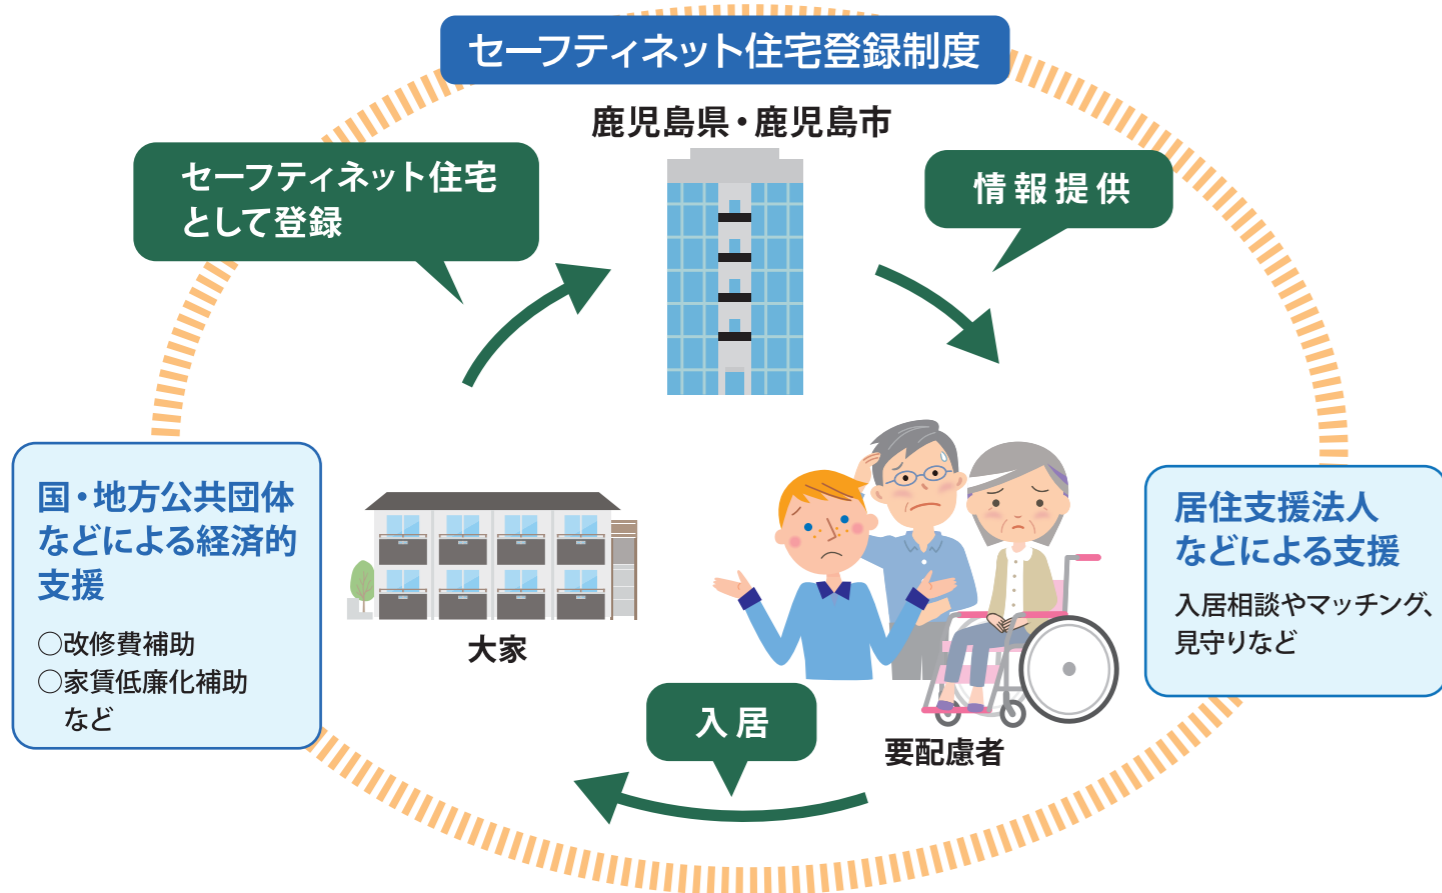 セーフティネット住宅登録制度
鹿児島県・鹿児島市
セーフティネット住宅
として登録
情報提供
国・地方公共団体
などによる経済的
支援
○改修費補助
○家賃低廉化補助
など
大家
要配慮者
居住支援法人
などによる支援
入居相談やマッチング、
見守りなど
入居